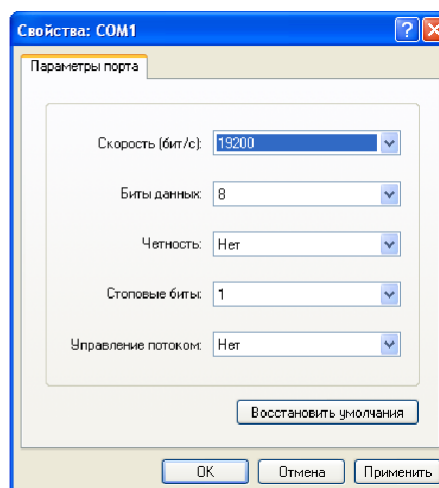 Свойства: COM1
Параметры порта
Скорость (бит/с): 19200
Биты данных: 8
Четность: Нет
Стоповые биты: 1
Управление потоком: Нет
Восстановить умолчания
ОК Отмена Применить